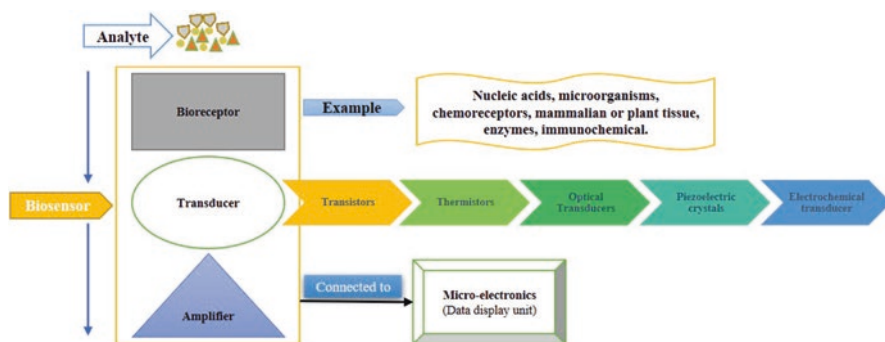 Analyte
Bioreceptor
Example
Nucleic acids, microorganisms,
chemoreceptors, mammalian or plant tissue,
enzymes, immunochemical.
Biosensor
Transducer
Transistors
Thermistors
Optical
Transducers
Piezoelectric
crystals
Electrochemical
transducer
Amplifier
Connected to
Micro-electronics
(Data display unit)